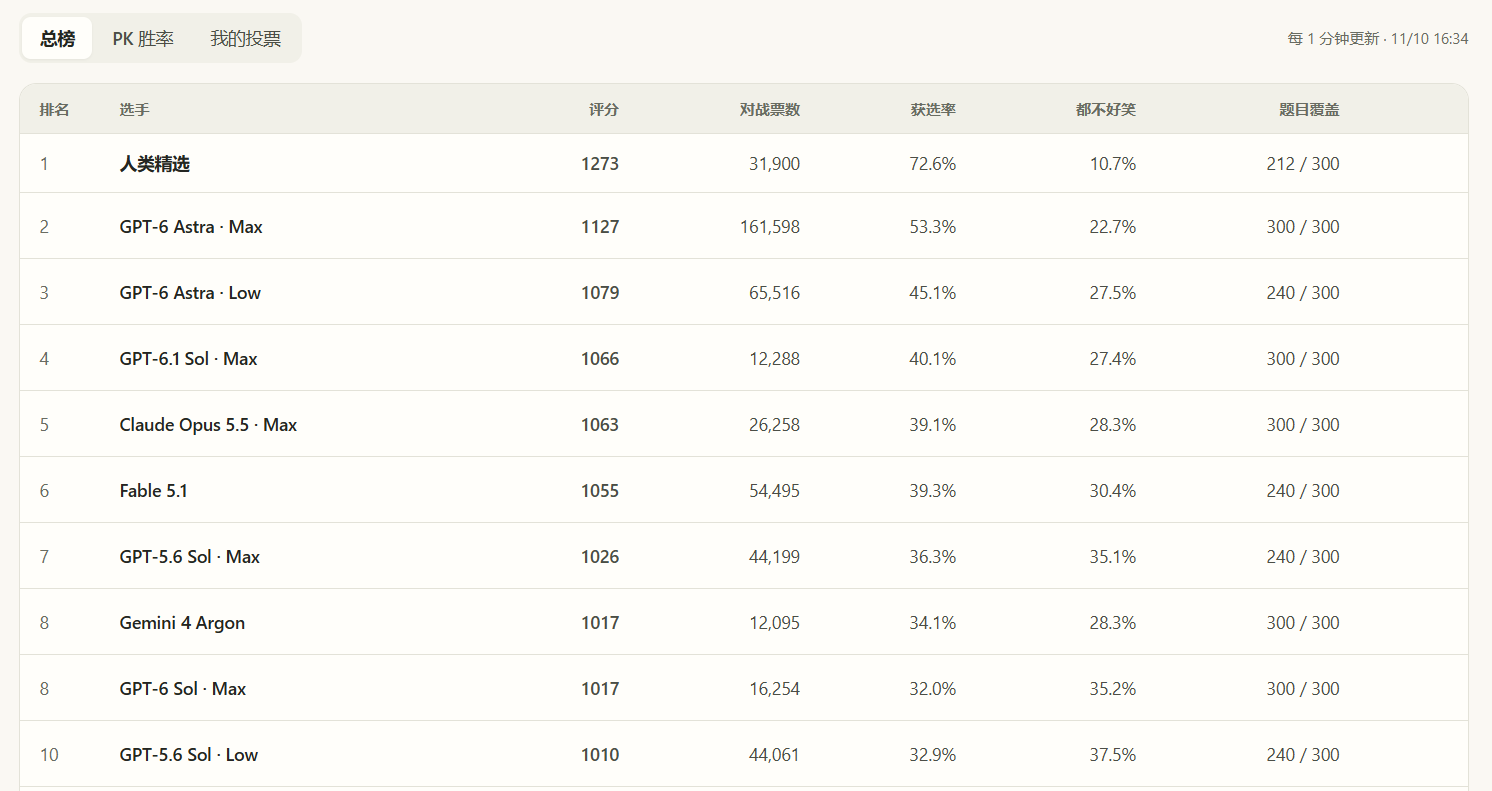 总榜 PK 胜率 我的投票 每 1 分钟更新 · 11/10 16:34
排名 选手 评分 对战票数 获选率 都不好笑 题目覆盖
1 人类精选 1273 31,900 72.6% 10.7% 212 / 300
2 GPT-6 Astra · Max 1127 161,598 53.3% 22.7% 300 / 300
3 GPT-6 Astra · Low 1079 65,516 45.1% 27.5% 240 / 300
4 GPT-6.1 Sol · Max 1066 12,288 40.1% 27.4% 300 / 300
5 Claude Opus 5.5 · Max 1063 26,258 39.1% 28.3% 300 / 300
6 Fable 5.1 1055 54,495 39.3% 30.4% 240 / 300
7 GPT-5.6 Sol · Max 1026 44,199 36.3% 35.1% 240 / 300
8 Gemini 4 Argon 1017 12,095 34.1% 28.3% 300 / 300
8 GPT-6 Sol · Max 1017 16,254 32.0% 35.2% 300 / 300
10 GPT-5.6 Sol · Low 1010 44,061 32.9% 37.5% 240 / 300